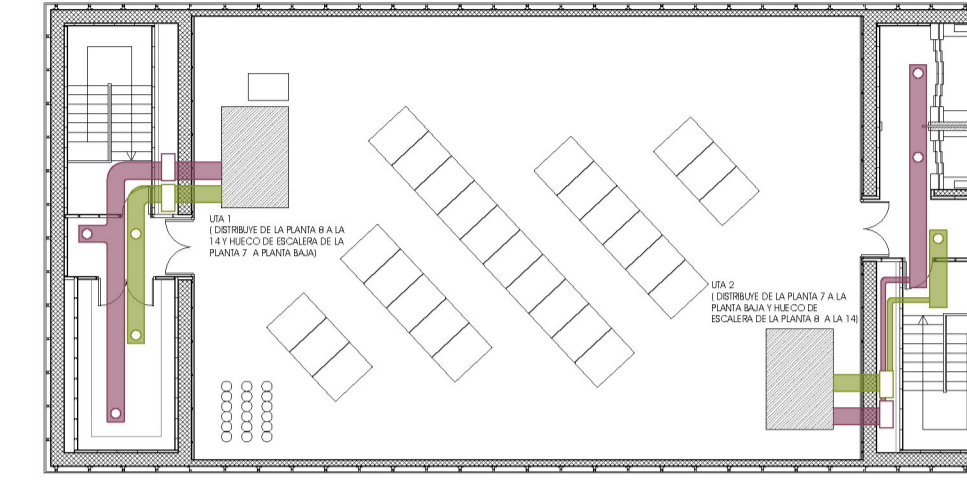 UTA 1
( DISTRIBUYE DE LA PLANTA 8 A LA
14 Y HUECO DE ESCALERA DE LA
PLANTA 7 A PLANTA BAJA)
UTA 2
( DISTRIBUYE DE LA PLANTA 7 A LA
PLANTA BAJA Y HUECO DE
ESCALERA DE LA PLANTA 8 A LA 14)